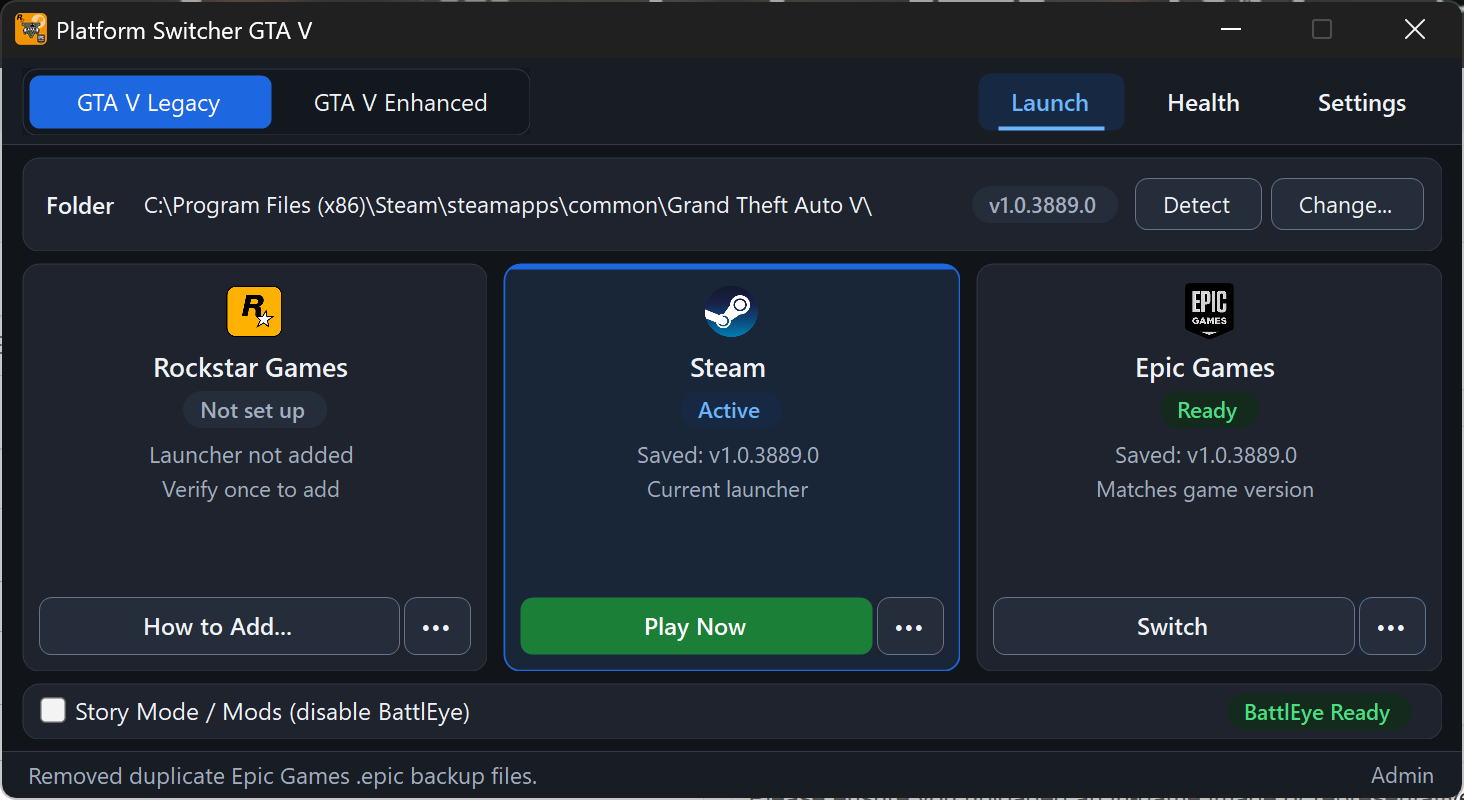 Platform Switcher GTA V
GTA V Legacy
GTA V Enhanced
Launch
Health
Settings
Folder
C:\Program Files (x86)\Steam\steamapps\common\Grand Theft Auto V\
v1.0.3889.0
Detect
Change...
R
Rockstar Games
Not set up
Launcher not added
Verify once to add
How to Add...
•••
Steam
Active
Saved: v1.0.3889.0
Current launcher
Play Now
•••
EPIC
GAMES
Epic Games
Ready
Saved: v1.0.3889.0
Matches game version
Switch
•••
Story Mode / Mods (disable BattlEye)
BattlEye Ready
Removed duplicate Epic Games .epic backup files.
Admin